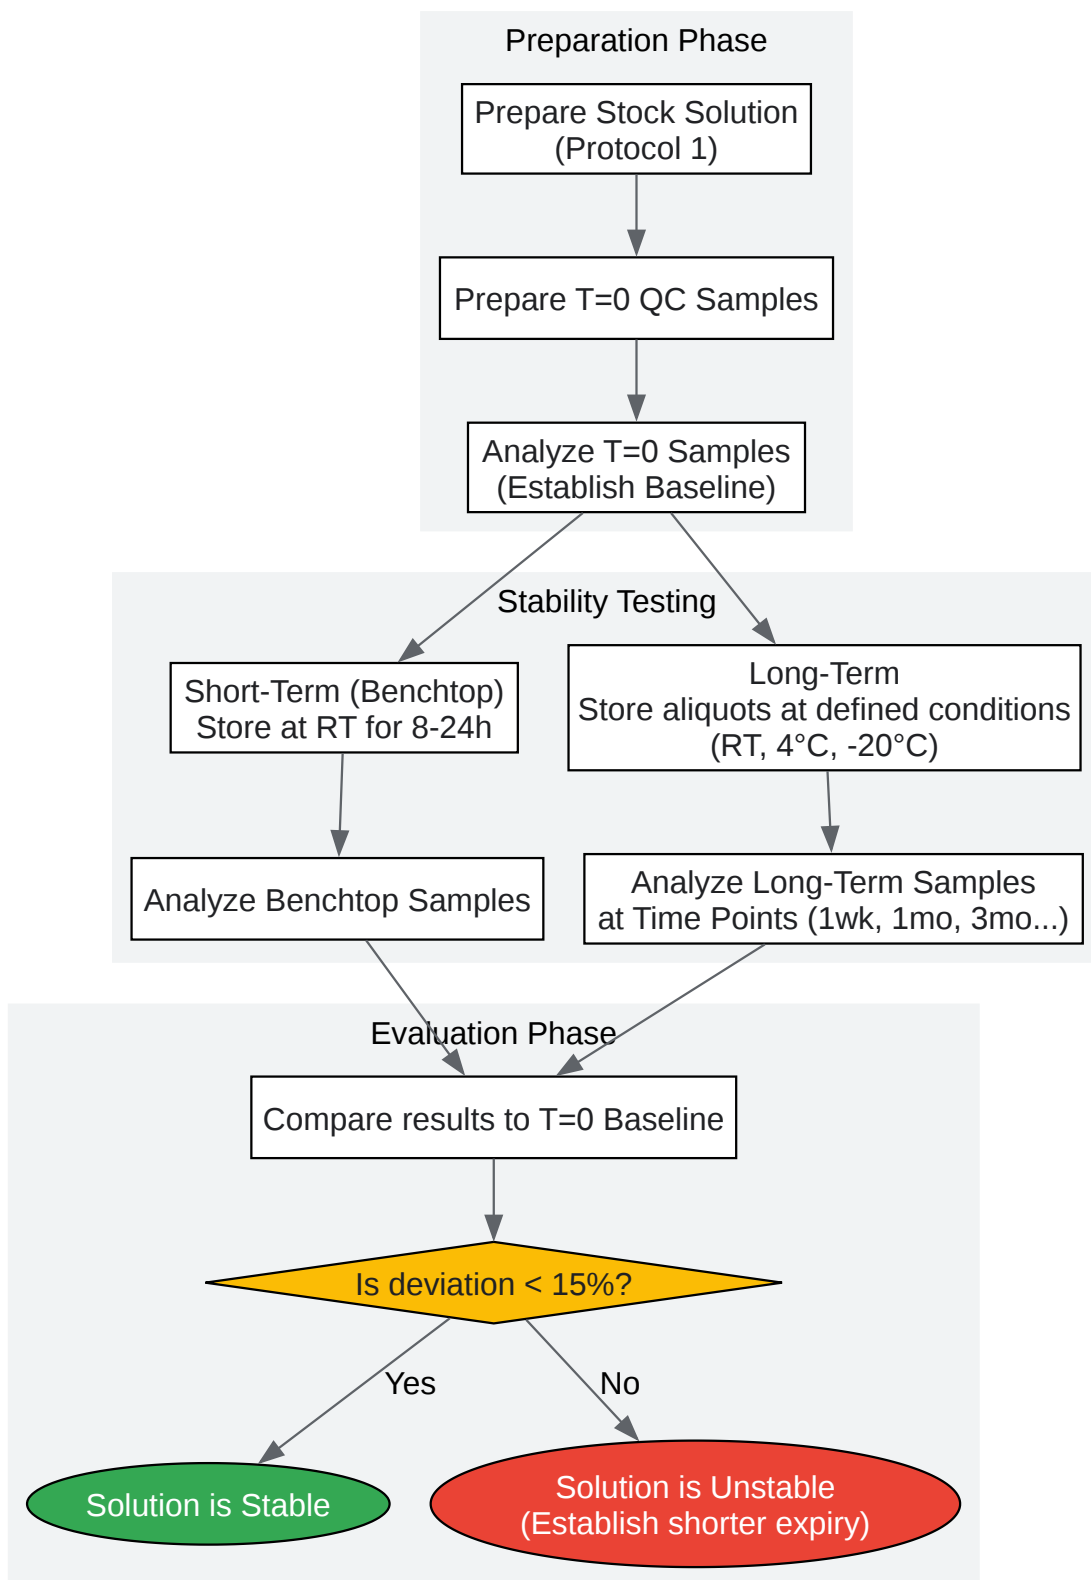 Preparation Phase
Prepare Stock Solution
(Protocol 1)
Prepare T=0 QC Samples
Analyze T=0 Samples
(Establish Baseline)
Stability Testing
Short-Term (Benchtop)
Store at RT for 8-24h
Long-Term
Store aliquots at defined conditions
(RT, 4°C, -20°C)
Analyze Benchtop Samples
Analyze Long-Term Samples
at Time Points (1wk, 1mo, 3mo...)
Evaluation Phase
Compare results to T=0 Baseline
Is deviation < 15%?
Yes
No
Solution is Stable
Solution is Unstable
(Establish shorter expiry)